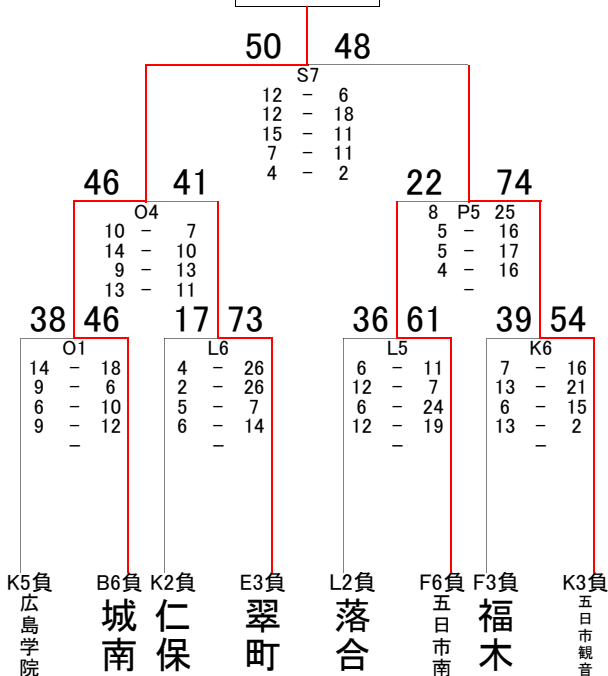 50 48
S7
12 － 6
12 － 18
15 － 11
7 － 11
4 － 2
46 41 22 74
O4
10 － 7
14 － 10
9 － 13
13 － 11
8 P5 25
5 － 16
5 － 17
4 － 16
－
38 46 17 73 36 61 39 54
O1
14 － 18
9 － 6
6 － 10
9 － 12
－
L6
4 － 26
2 － 26
5 － 7
6 － 14
－
L5
6 － 11
12 － 7
6 － 24
12 － 19
－
K6
7 － 16
13 － 21
6 － 15
13 － 2
－
K5負 B6負 K2負 E3負 L2負 F6負 F3負 K3負
広島学院
城南
仁保
翠町
落合
五日市南
福木
五日市観音